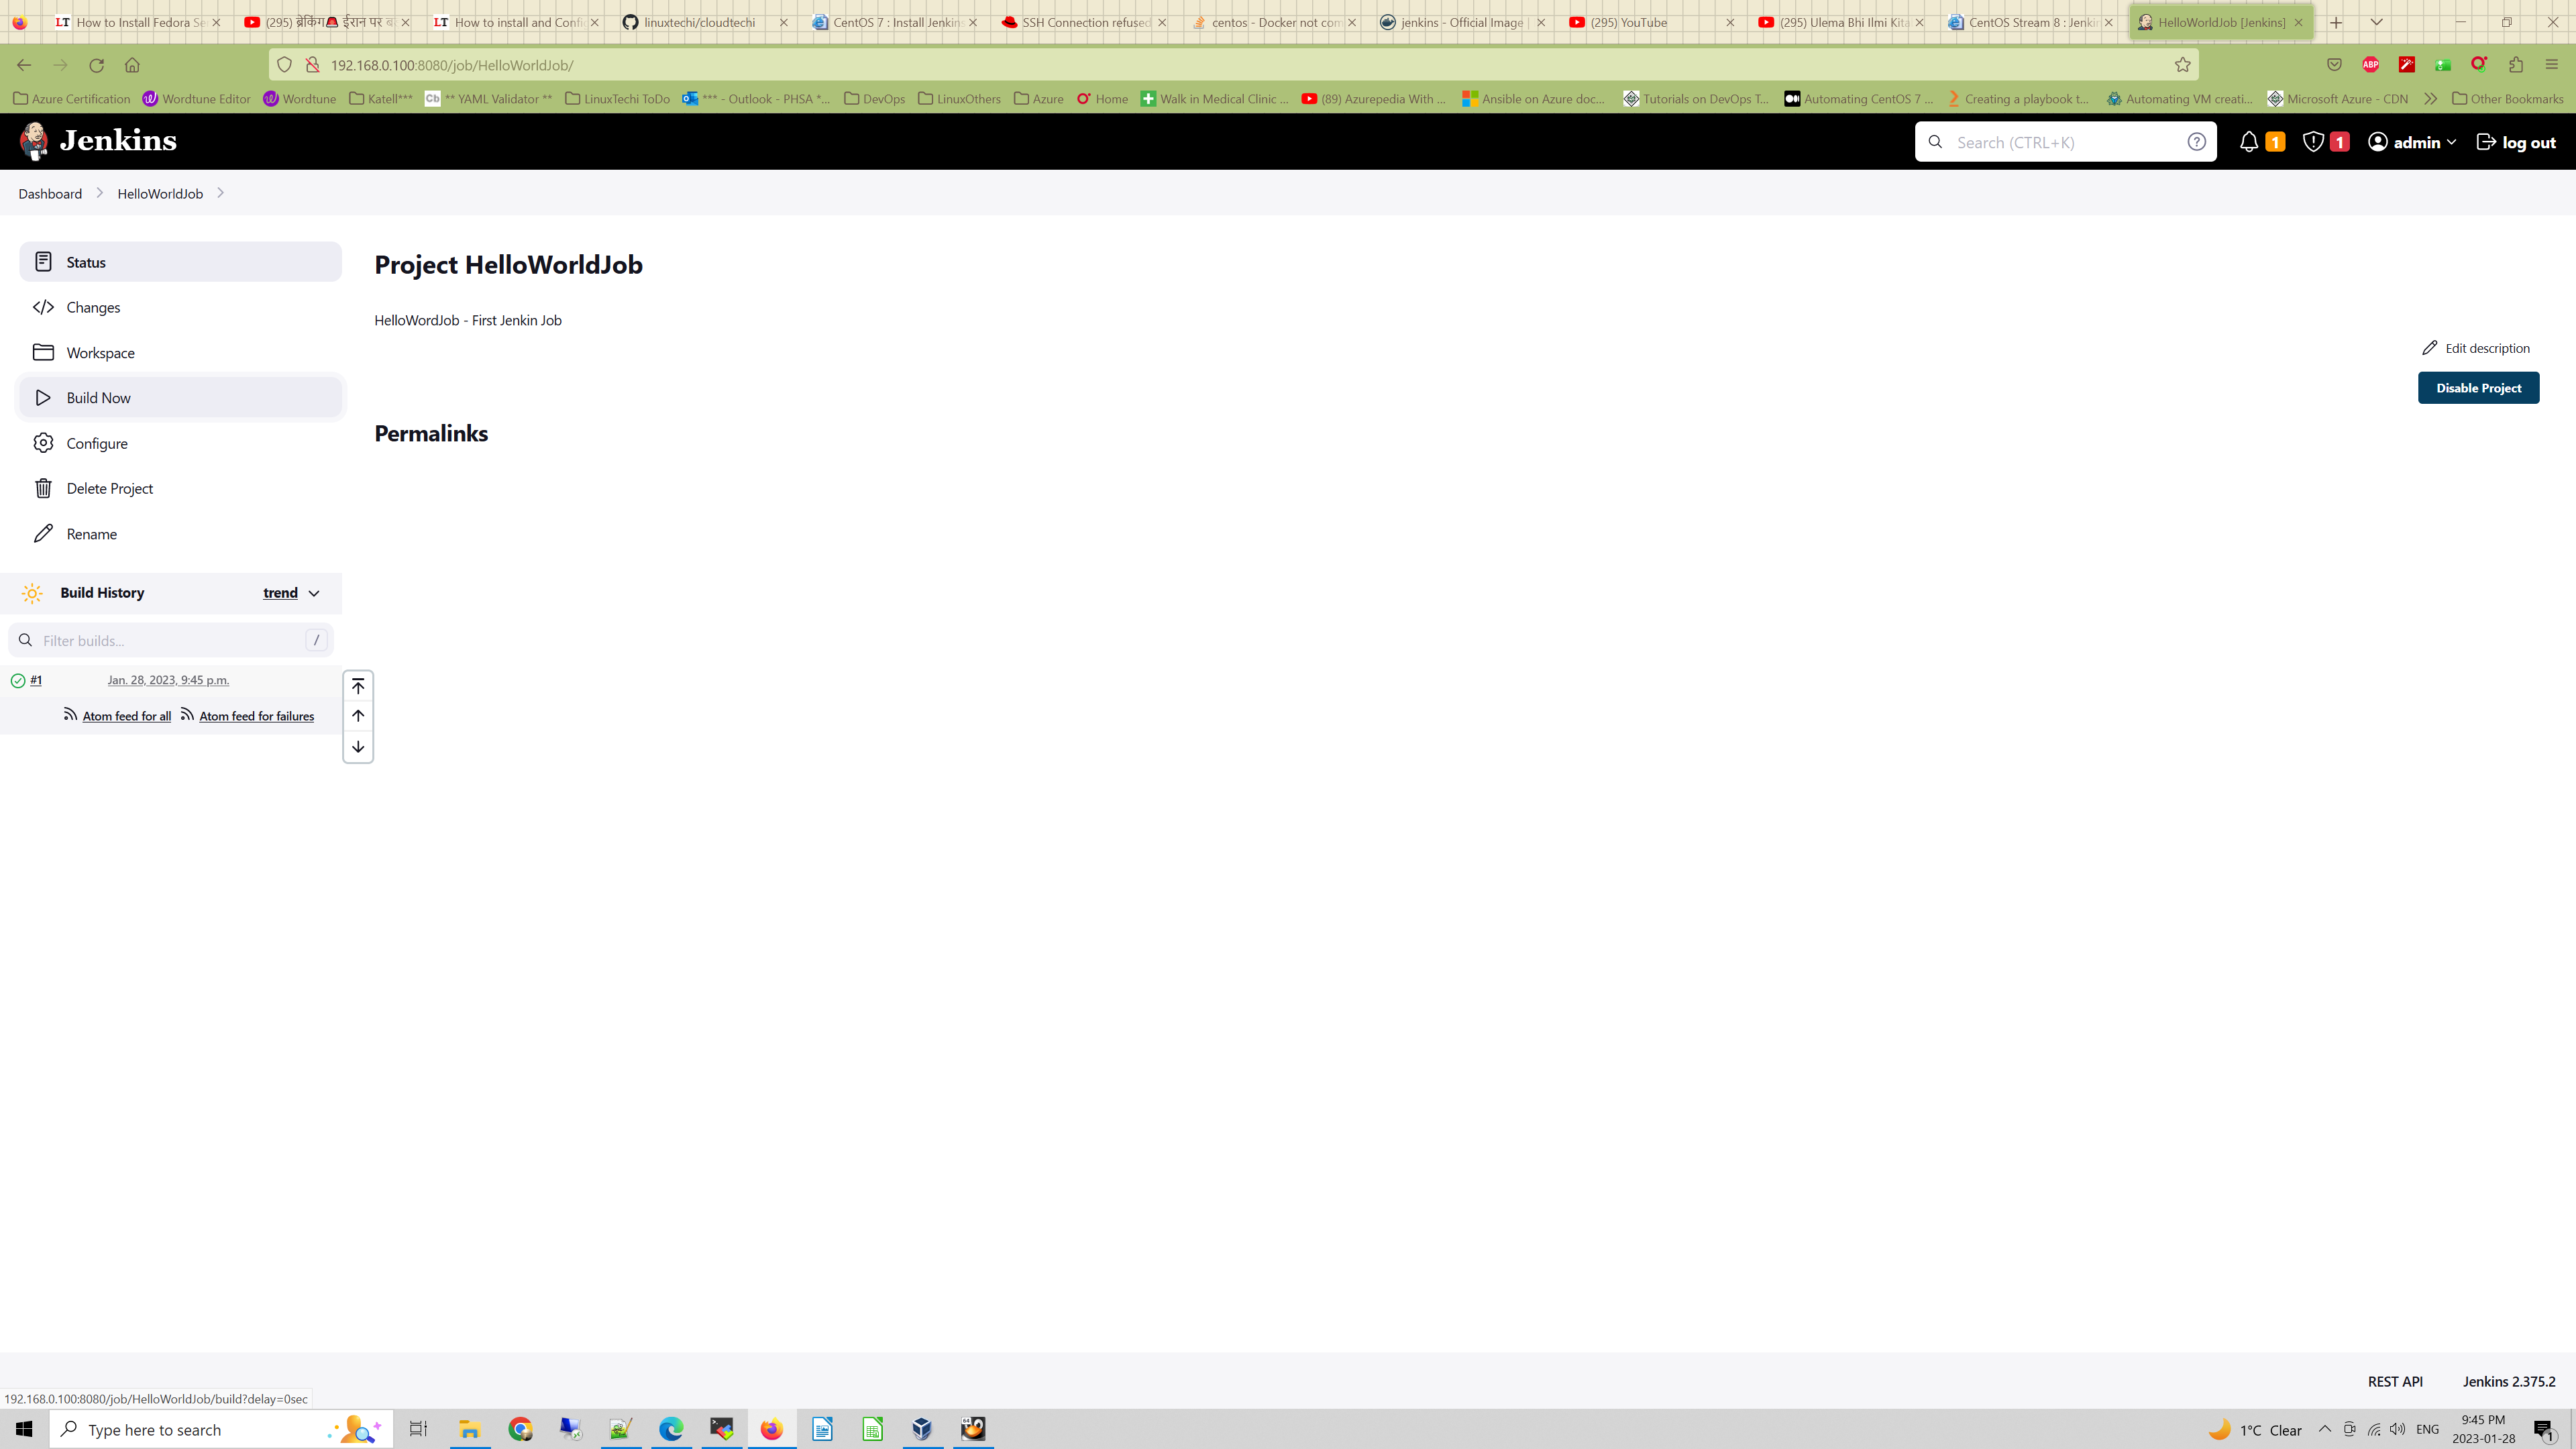 How to Install Fedora Se
(295) ब्रेकिंग🚨 ईरान पर ब
How to install and Config
linuxtechi/cloudtechi
CentOS 7 : Install Jenkins
SSH Connection refused
centos - Docker not com
jenkins - Official Image |
(295) YouTube
(295) Ulema Bhi Ilmi Kita
CentOS Stream 8 : Jenkin
HelloWorldJob [Jenkins]
192.168.0.100:8080/job/HelloWorldJob/
Azure Certification
Wordtune Editor
Wordtune
Katell***
** YAML Validator **
LinuxTechi ToDo
*** - Outlook - PHSA *...
DevOps
LinuxOthers
Azure
Home
Walk in Medical Clinic ...
(89) Azurepedia With ...
Ansible on Azure doc...
Tutorials on DevOps T...
Automating CentOS 7 ...
Creating a playbook t...
Automating VM creati...
Microsoft Azure - CDN
Other Bookmarks
Jenkins
Search (CTRL+K)
1
1
admin
log out
Dashboard
HelloWorldJob
Status
Changes
Workspace
Build Now
Configure
Delete Project
Rename
Project HelloWorldJob
HelloWordJob - First Jenkin Job
Edit description
Disable Project
Permalinks
Build History
trend
Filter builds...
/
#1
Jan. 28, 2023, 9:45 p.m.
Atom feed for all
Atom feed for failures
REST API
Jenkins 2.375.2
192.168.0.100:8080/job/HelloWorldJob/build?delay=0sec
Type here to search
1°C Clear
ENG
9:45 PM
2023-01-28
1